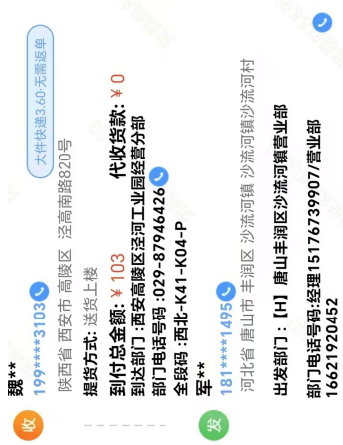 魏**
199****3103
大件快递3.60·无需返单
收
陕西省 西安市 高陵区 泾高南路820号
提货方式: 送货上楼
到付总金额: ¥ 103 代收货款: ¥ 0
到达部门 :西安高陵区泾河工业园经营分部
部门电话号码 :029-87946426
全段码 :西北-K41-K04-P
军**
181****1495
发
河北省 唐山市 丰润区 沙流河镇 沙流河镇沙流河村
出发部门 :【H】唐山丰润区沙流河镇营业部
部门电话号码:经理15176739907/营业部
16621920452